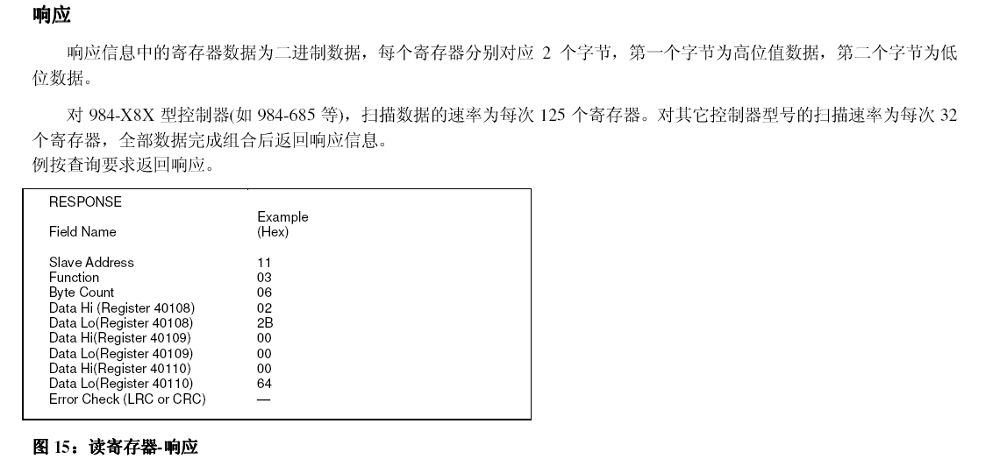 响应
响应信息中的寄存器数据为二进制数据，每个寄存器分别对应 2 个字节，第一个字节为高位值数据，第二个字节为低
位数据。
对 984-X8X 型控制器(如 984-685 等)，扫描数据的速率为每次 125 个寄存器。对其它控制器型号的扫描速率为每次 32
个寄存器，全部数据完成组合后返回响应信息。
例按查询要求返回响应。
RESPONSE
Example
Field Name (Hex)
Slave Address 11
Function 03
Byte Count 06
Data Hi (Register 40108) 02
Data Lo(Register 40108) 2B
Data Hi(Register 40109) 00
Data Lo(Register 40109) 00
Data Hi(Register 40110) 00
Data Lo(Register 40110) 64
Error Check (LRC or CRC) —
图 15：读寄存器-响应